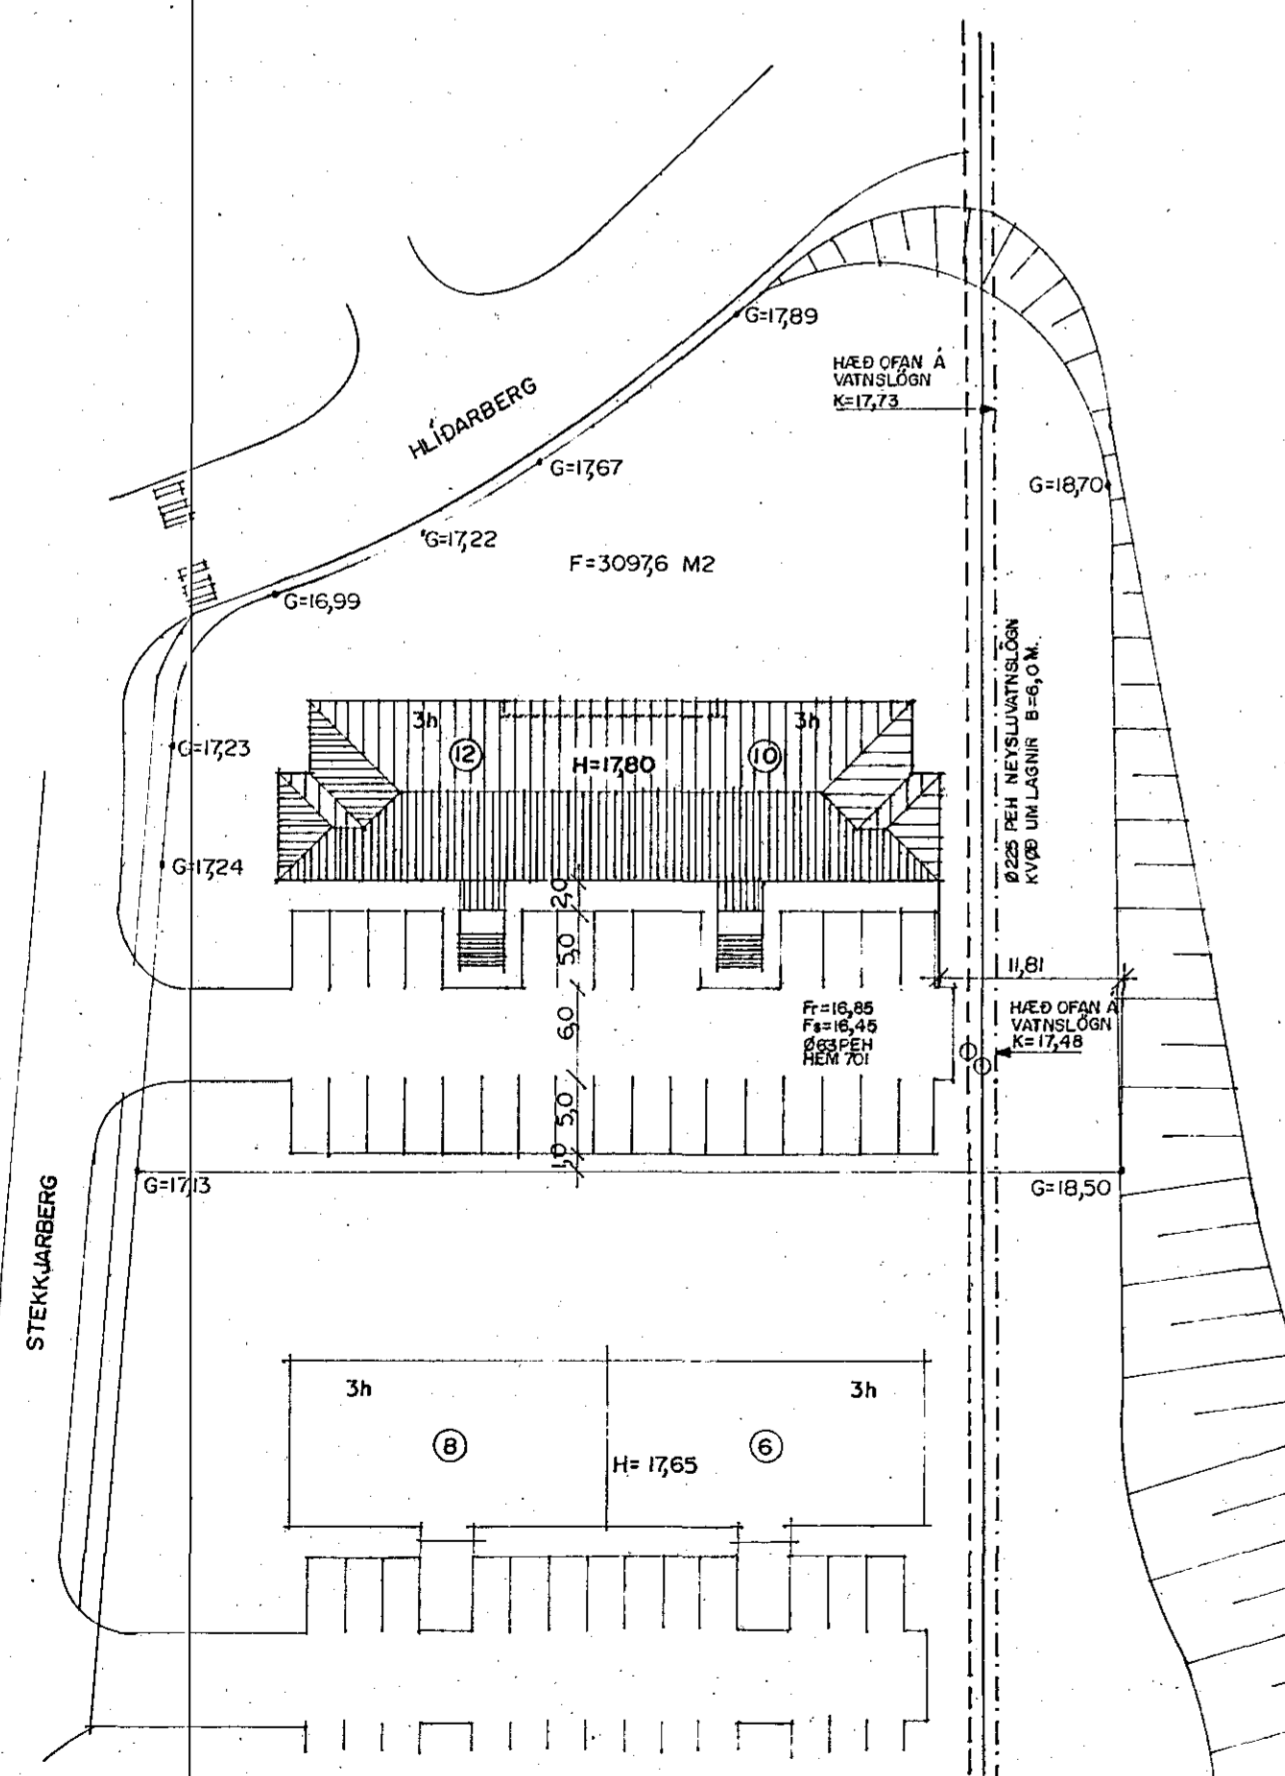 G=17,89
HÆÐ OFAN Á
VATNSLÖGN
K=17,73
HLÍÐARBERG
G=17,67
G=18,70
G=17,22
F=3097,6 M2
G=16,99
Ø225 PEH NEYSLUVATNSLÖGN
KVÖÐ UM LAGNIR B=6,0 M.
3h
3h
12
10
H=17,80
G=17,23
G=17,24
2,0
5,0
11,81
6,0
Fr=16,85
Fs=16,45
Ø63 PEH
HEM 701
HÆÐ OFAN Á
VATNSLÖGN
K=17,48
5,0
1,0
G=17,13
G=18,50
STEKKJARBERG
3h
3h
8
6
H= 17,65